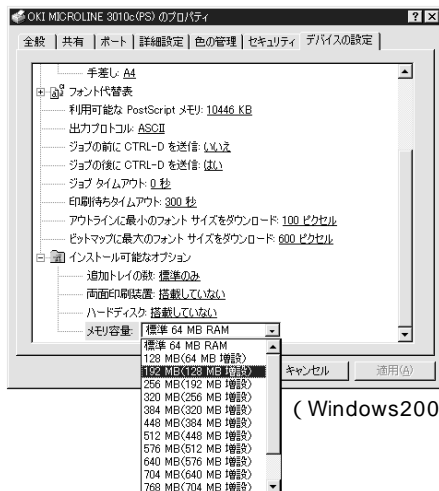 OKI MICROLINE 3010c(PS) のプロパティ
全般 共有 ポート 詳細設定 色の管理 セキュリティ デバイスの設定
手差し: A4
フォント代替表
利用可能な PostScript メモリ: 10446 KB
出力プロトコル: ASCII
ジョブの前に CTRL-D を送信: いいえ
ジョブの後に CTRL-D を送信: はい
ジョブ タイムアウト: 0 秒
印刷待ちタイムアウト: 300 秒
アウトラインに最小のフォント サイズをダウンロード: 100 ピクセル
ビットマップに最大のフォント サイズをダウンロード: 600 ピクセル
インストール可能なオプション
追加トレイの数: 標準のみ
両面印刷装置: 搭載していない
ハードディスク: 搭載していない
メモリ容量: 標準 64 MB RAM
標準 64 MB RAM
128 MB(64 MB 増設)
192 MB(128 MB 増設)
256 MB(192 MB 増設)
320 MB(256 MB 増設)
384 MB(320 MB 増設)
448 MB(384 MB 増設)
512 MB(448 MB 増設)
576 MB(512 MB 増設)
640 MB(576 MB 増設)
704 MB(640 MB 増設)
768 MB(704 MB 増設)
キャンセル 適用(A)
(Windows200